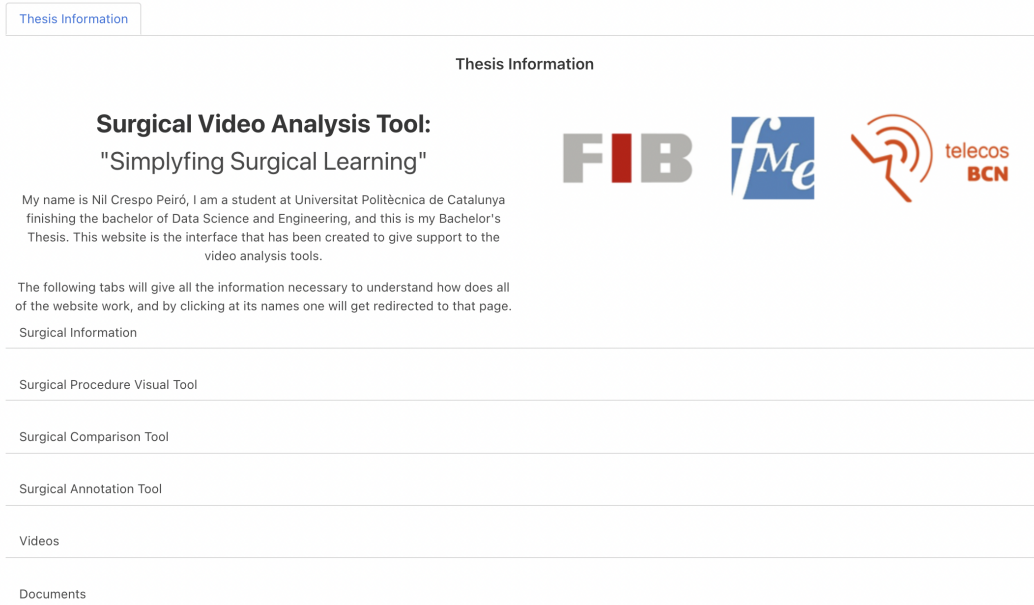 Thesis Information
Thesis Information
Surgical Video Analysis Tool:
"Simplyfing Surgical Learning"
My name is Nil Crespo Peiró, I am a student at Universitat Politècnica de Catalunya
finishing the bachelor of Data Science and Engineering, and this is my Bachelor's
Thesis. This website is the interface that has been created to give support to the
video analysis tools.
The following tabs will give all the information necessary to understand how does all
of the website work, and by clicking at its names one will get redirected to that page.
FIB
fMe
telecos
BCN
Surgical Information
Surgical Procedure Visual Tool
Surgical Comparison Tool
Surgical Annotation Tool
Videos
Documents